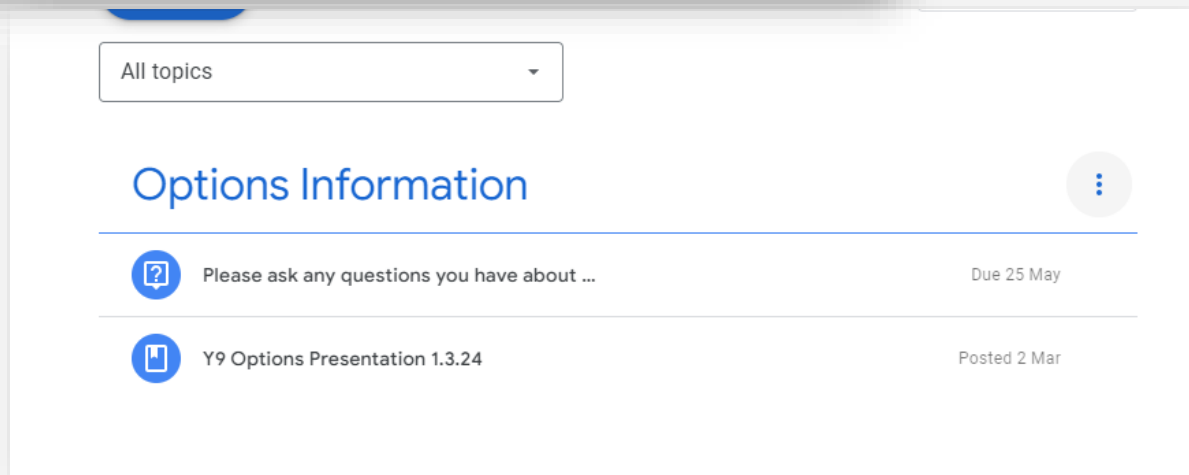 All topics
Options Information
Please ask any questions you have about ...
Due 25 May
Y9 Options Presentation 1.3.24
Posted 2 Mar